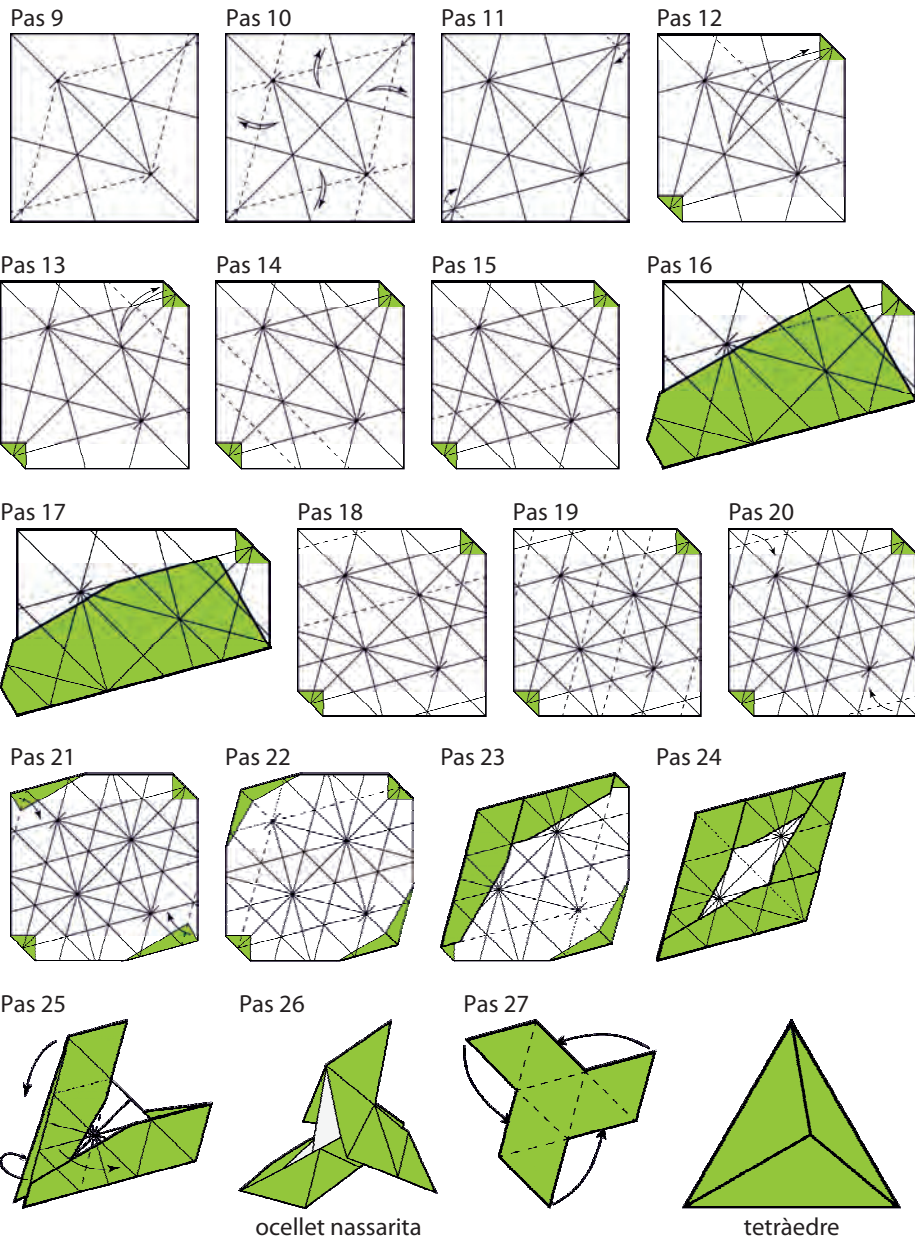 Pas 9
Pas 10
Pas 11
Pas 12
Pas 13
Pas 14
Pas 15
Pas 16
Pas 17
Pas 18
Pas 19
Pas 20
Pas 21
Pas 22
Pas 23
Pas 24
Pas 25
Pas 26
Pas 27
ocellet nassarita
tetràedre